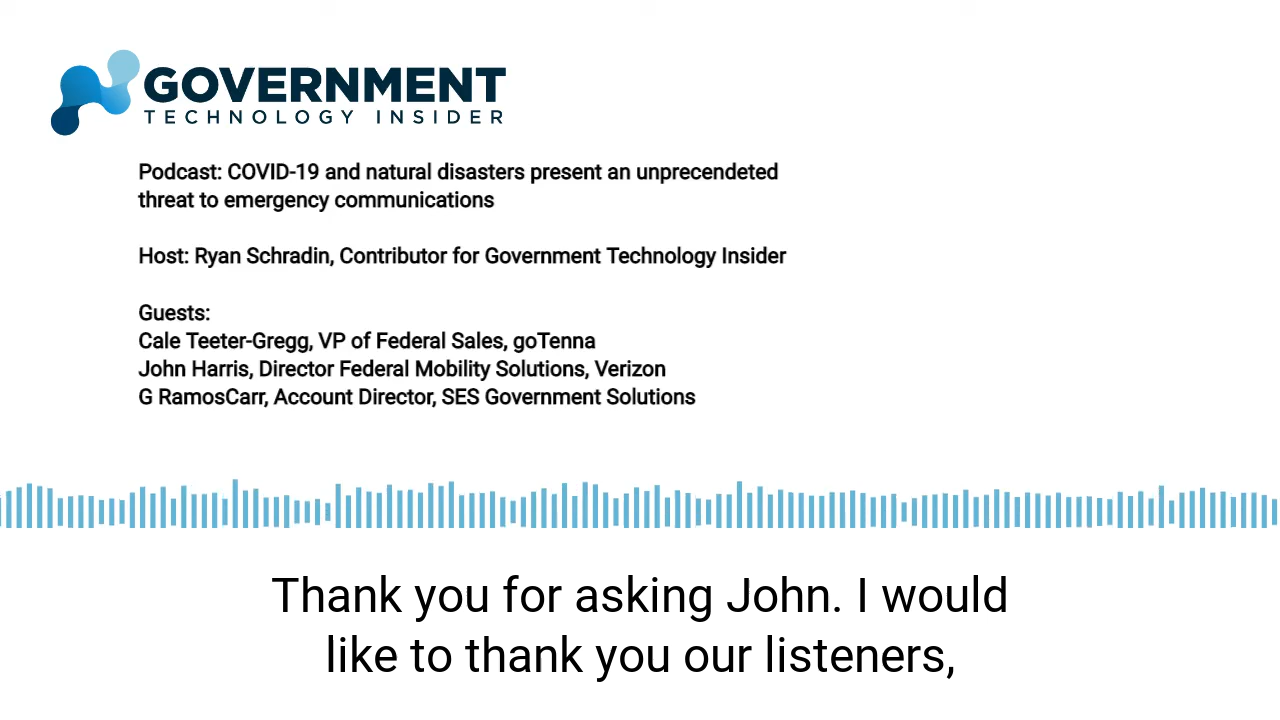 GOVERNMENT
TECHNOLOGY INSIDER
Podcast: COVID-19 and natural disasters present an unprecendeted
threat to emergency communications
Host: Ryan Schradin, Contributor for Government Technology Insider
Guests:
Cale Teeter-Gregg, VP of Federal Sales, goTenna
John Harris, Director Federal Mobility Solutions, Verizon
G RamosCarr, Account Director, SES Government Solutions
Thank you for asking John. I would
like to thank you our listeners,